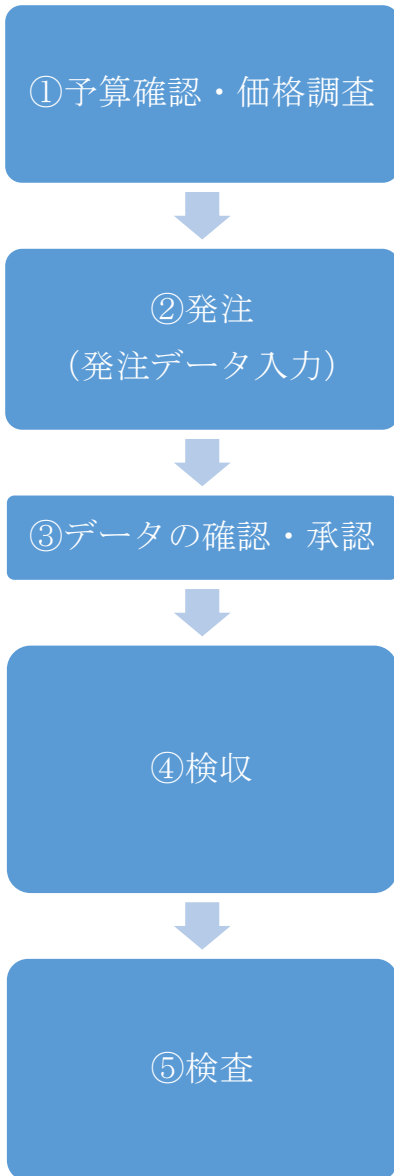 ①予算確認・価格調査
②発注
（発注データ入力）
③データの確認・承認
④検収
⑤検査